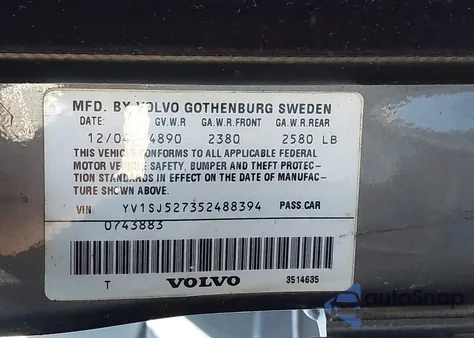 MFD. BY VOLVO GOTHENBURG SWEDEN
DATE: GV.W.R GA.W.R.FRONT GA.W.R.REAR
12/04 4890 2380 2580 LB
THIS VEHICLE CONFORMS TO ALL APPLICABLE FEDERAL
MOTOR VEHICLE SAFETY, BUMPER AND THEFT PROTEC-
TION STANDARDS IN EFFECT ON THE DATE OF MANUFAC-
TURE SHOWN ABOVE.
VIN YV1SJ527352488394 PASS.CAR
0743883
T VOLVO 3514635
autoSnap